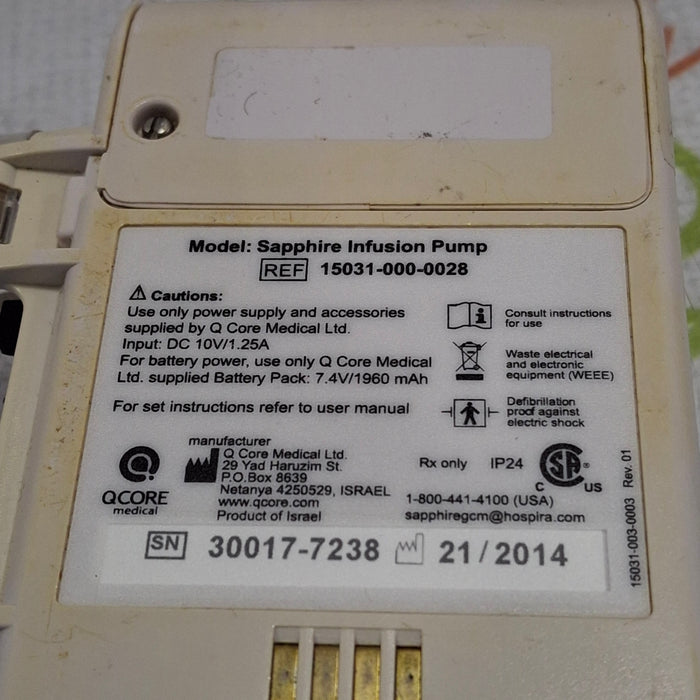 Model: Sapphire Infusion Pump
REF 15031-000-0028
Cautions:
Use only power supply and accessories
supplied by Q Core Medical Ltd.
Input: DC 10V/1.25A
For battery power, use only Q Core Medical
Ltd. supplied Battery Pack: 7.4V/1960 mAh
For set instructions refer to user manual
Consult instructions
for use
Waste electrical
and electronic
equipment (WEEE)
Defibrillation
proof against
electric shock
QCORE
medical
manufacturer
Q Core Medical Ltd.
29 Yad Haruzim St.
P.O.Box 8639
Netanya 4250529, ISRAEL
www.qcore.com
Product of Israel
Rx only IP24
C SA® US
1-800-441-4100 (USA)
sapphiregcm@hospira.com
SN 30017-7238 21/2014
15031-003-0003 Rev. 01